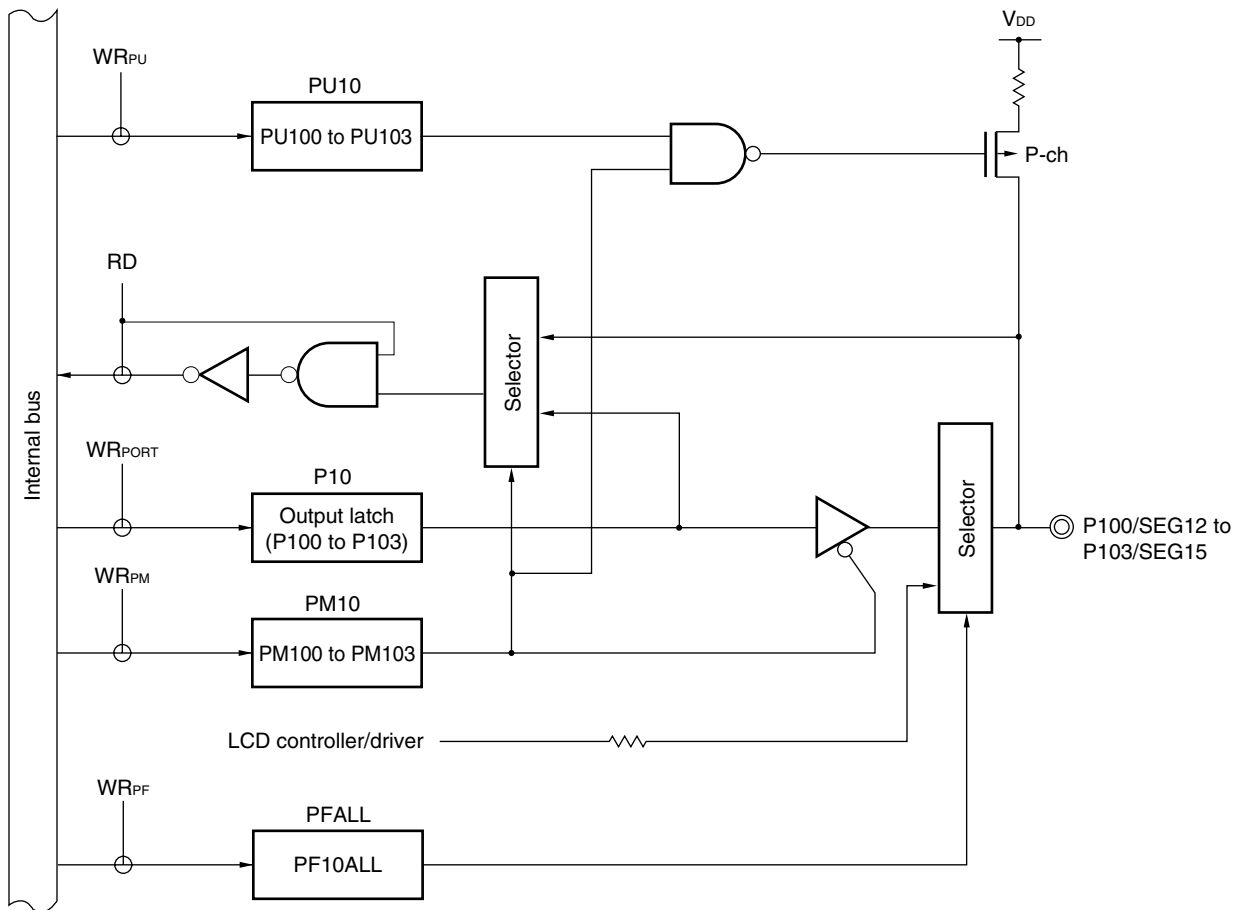 VDD
WRPU
PU10
PU100 to PU103
P-ch
RD
Selector
Internal bus
WRPORT
P10
Output latch
(P100 to P103)
Selector
P100/SEG12 to
P103/SEG15
WRPM
PM10
PM100 to PM103
LCD controller/driver
WRPF
PFALL
PF10ALL